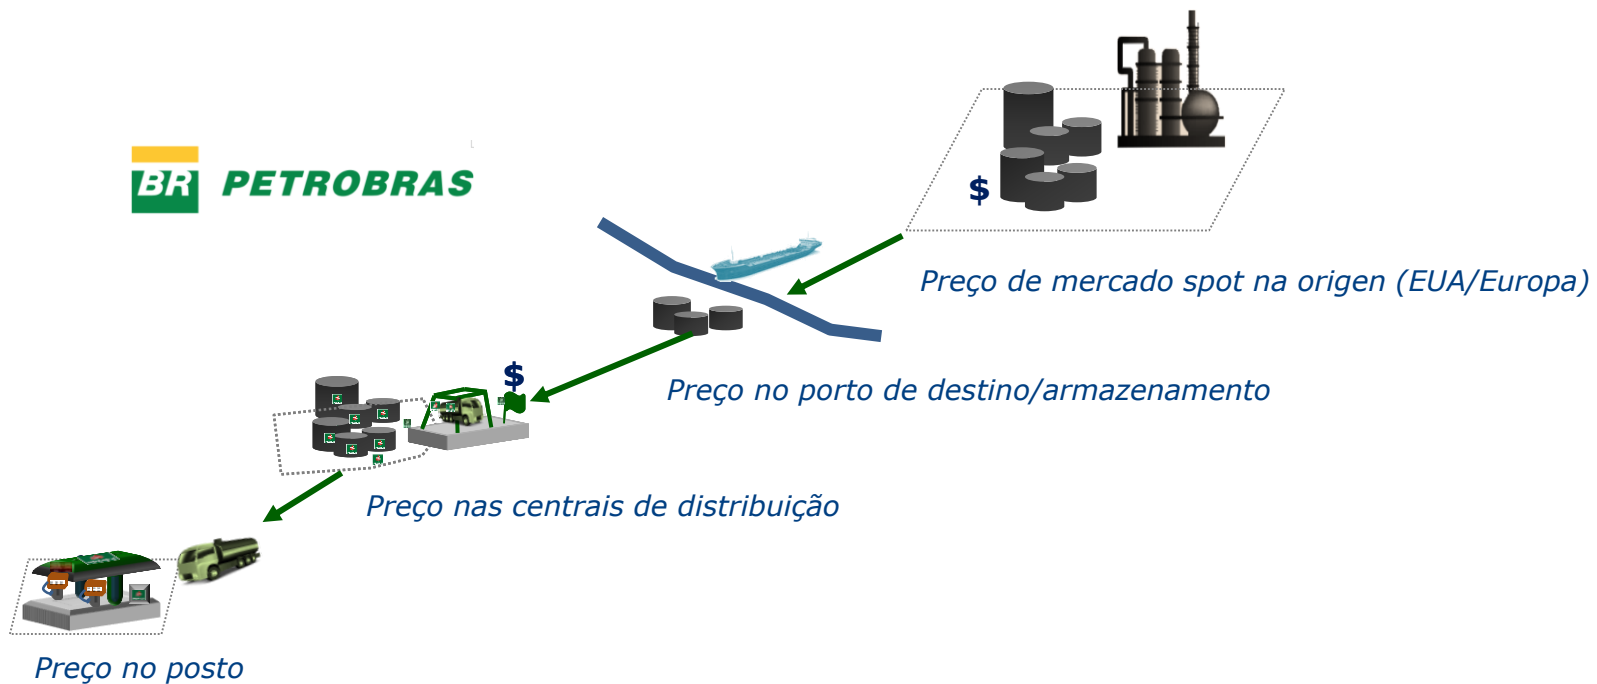 BR PETROBRAS
$
Preço de mercado spot na origen (EUA/Europa)
$
Preço no porto de destino/armazenamento
Preço nas centrais de distribuição
Preço no posto